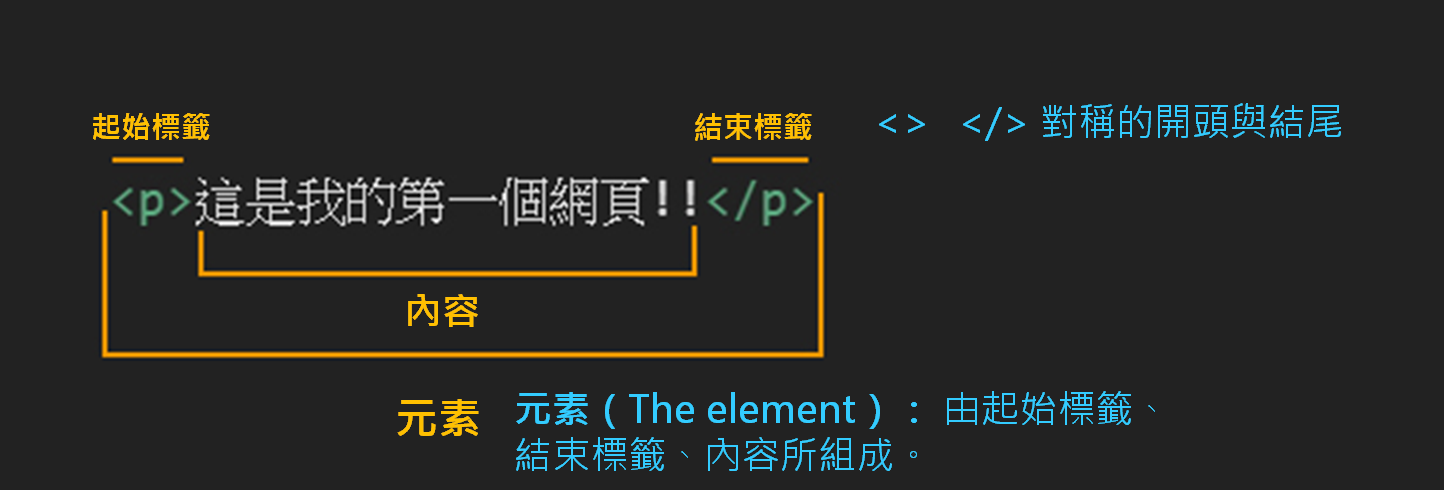 起始標籤
結束標籤
<> </> 對稱的開頭與結尾
<p>這是我的第一個網頁!!</p>
內容
元素
元素(The element): 由起始標籤、
結束標籤、內容所組成。